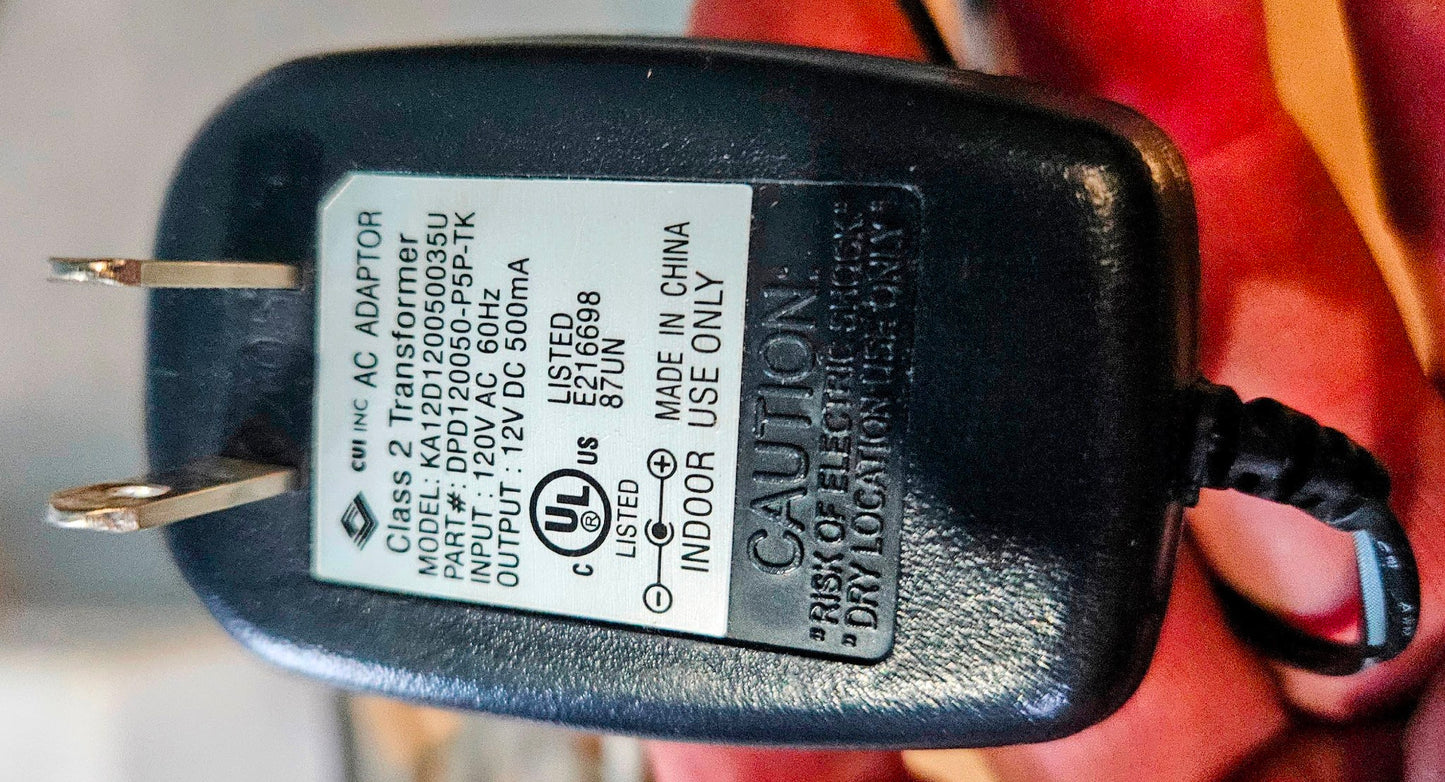 CUI INC AC ADAPTOR
Class 2 Transformer
MODEL: KA12D120050035U
PART#: DPD120050-P5P-TK
INPUT : 120V AC 60Hz
OUTPUT : 12V DC 500mA
C UL ® US
LISTED
LISTED
E216698
87UN
MADE IN CHINA
INDOOR USE ONLY
CAUTION.
"RISK OF ELECTRIC SHOCK"
"DRY LOCATION USE ONLY"